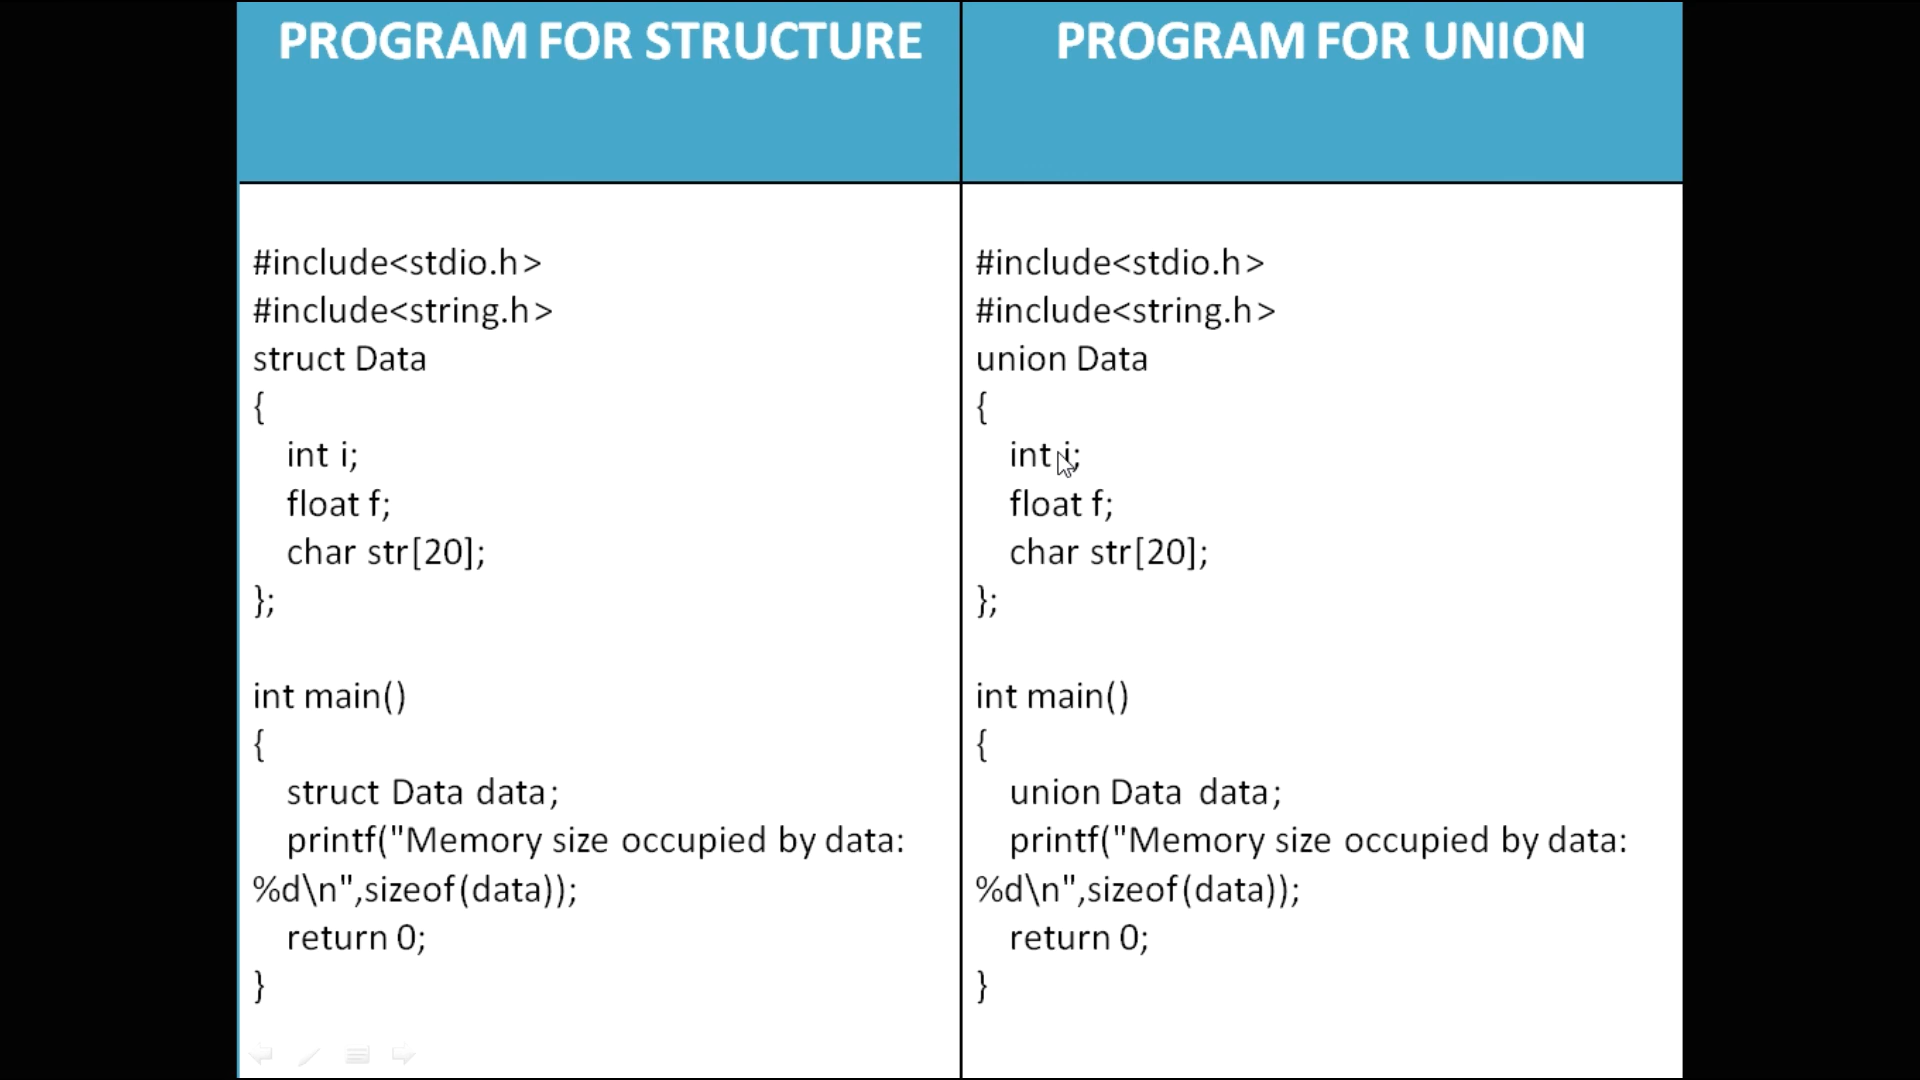 PROGRAM FOR STRUCTURE
#include<stdio.h>
#include<string.h>
struct Data
{
int i;
float f;
char str[20];
};
int main()
{
struct Data data;
printf("Memory size occupied by data:
%d\n",sizeof(data));
return 0;
}
PROGRAM FOR UNION
#include<stdio.h>
#include<string.h>
union Data
{
int i;
float f;
char str[20];
};
int main()
{
union Data data;
printf("Memory size occupied by data:
%d\n",sizeof(data));
return 0;
}